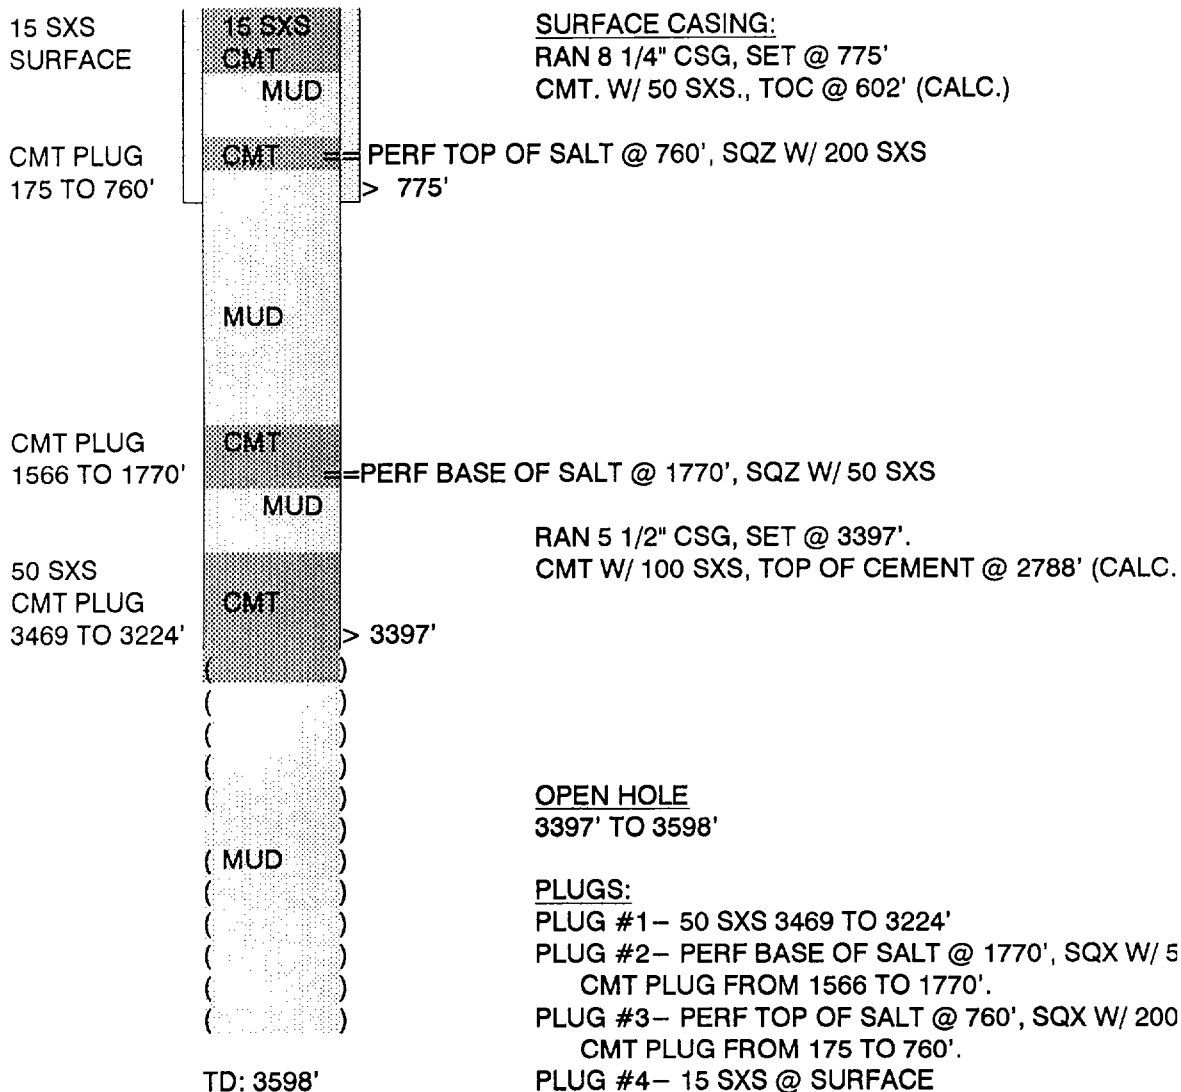 15 SXS
SURFACE
15 SXS
CMT
MUD
SURFACE CASING:
RAN 8 1/4" CSG, SET @ 775'
CMT. W/ 50 SXS., TOC @ 602' (CALC.)
CMT PLUG
175 TO 760'
CMT
== PERF TOP OF SALT @ 760', SQZ W/ 200 SXS
> 775'
MUD
CMT PLUG
1566 TO 1770'
CMT
==PERF BASE OF SALT @ 1770', SQZ W/ 50 SXS
MUD
RAN 5 1/2" CSG, SET @ 3397'.
CMT W/ 100 SXS, TOP OF CEMENT @ 2788' (CALC.
50 SXS
CMT PLUG
3469 TO 3224'
CMT
> 3397'
OPEN HOLE
3397' TO 3598'
MUD
PLUGS:
PLUG #1– 50 SXS 3469 TO 3224'
PLUG #2– PERF BASE OF SALT @ 1770', SQX W/ 5
CMT PLUG FROM 1566 TO 1770'.
PLUG #3– PERF TOP OF SALT @ 760', SQX W/ 200
CMT PLUG FROM 175 TO 760'.
PLUG #4– 15 SXS @ SURFACE
TD: 3598'